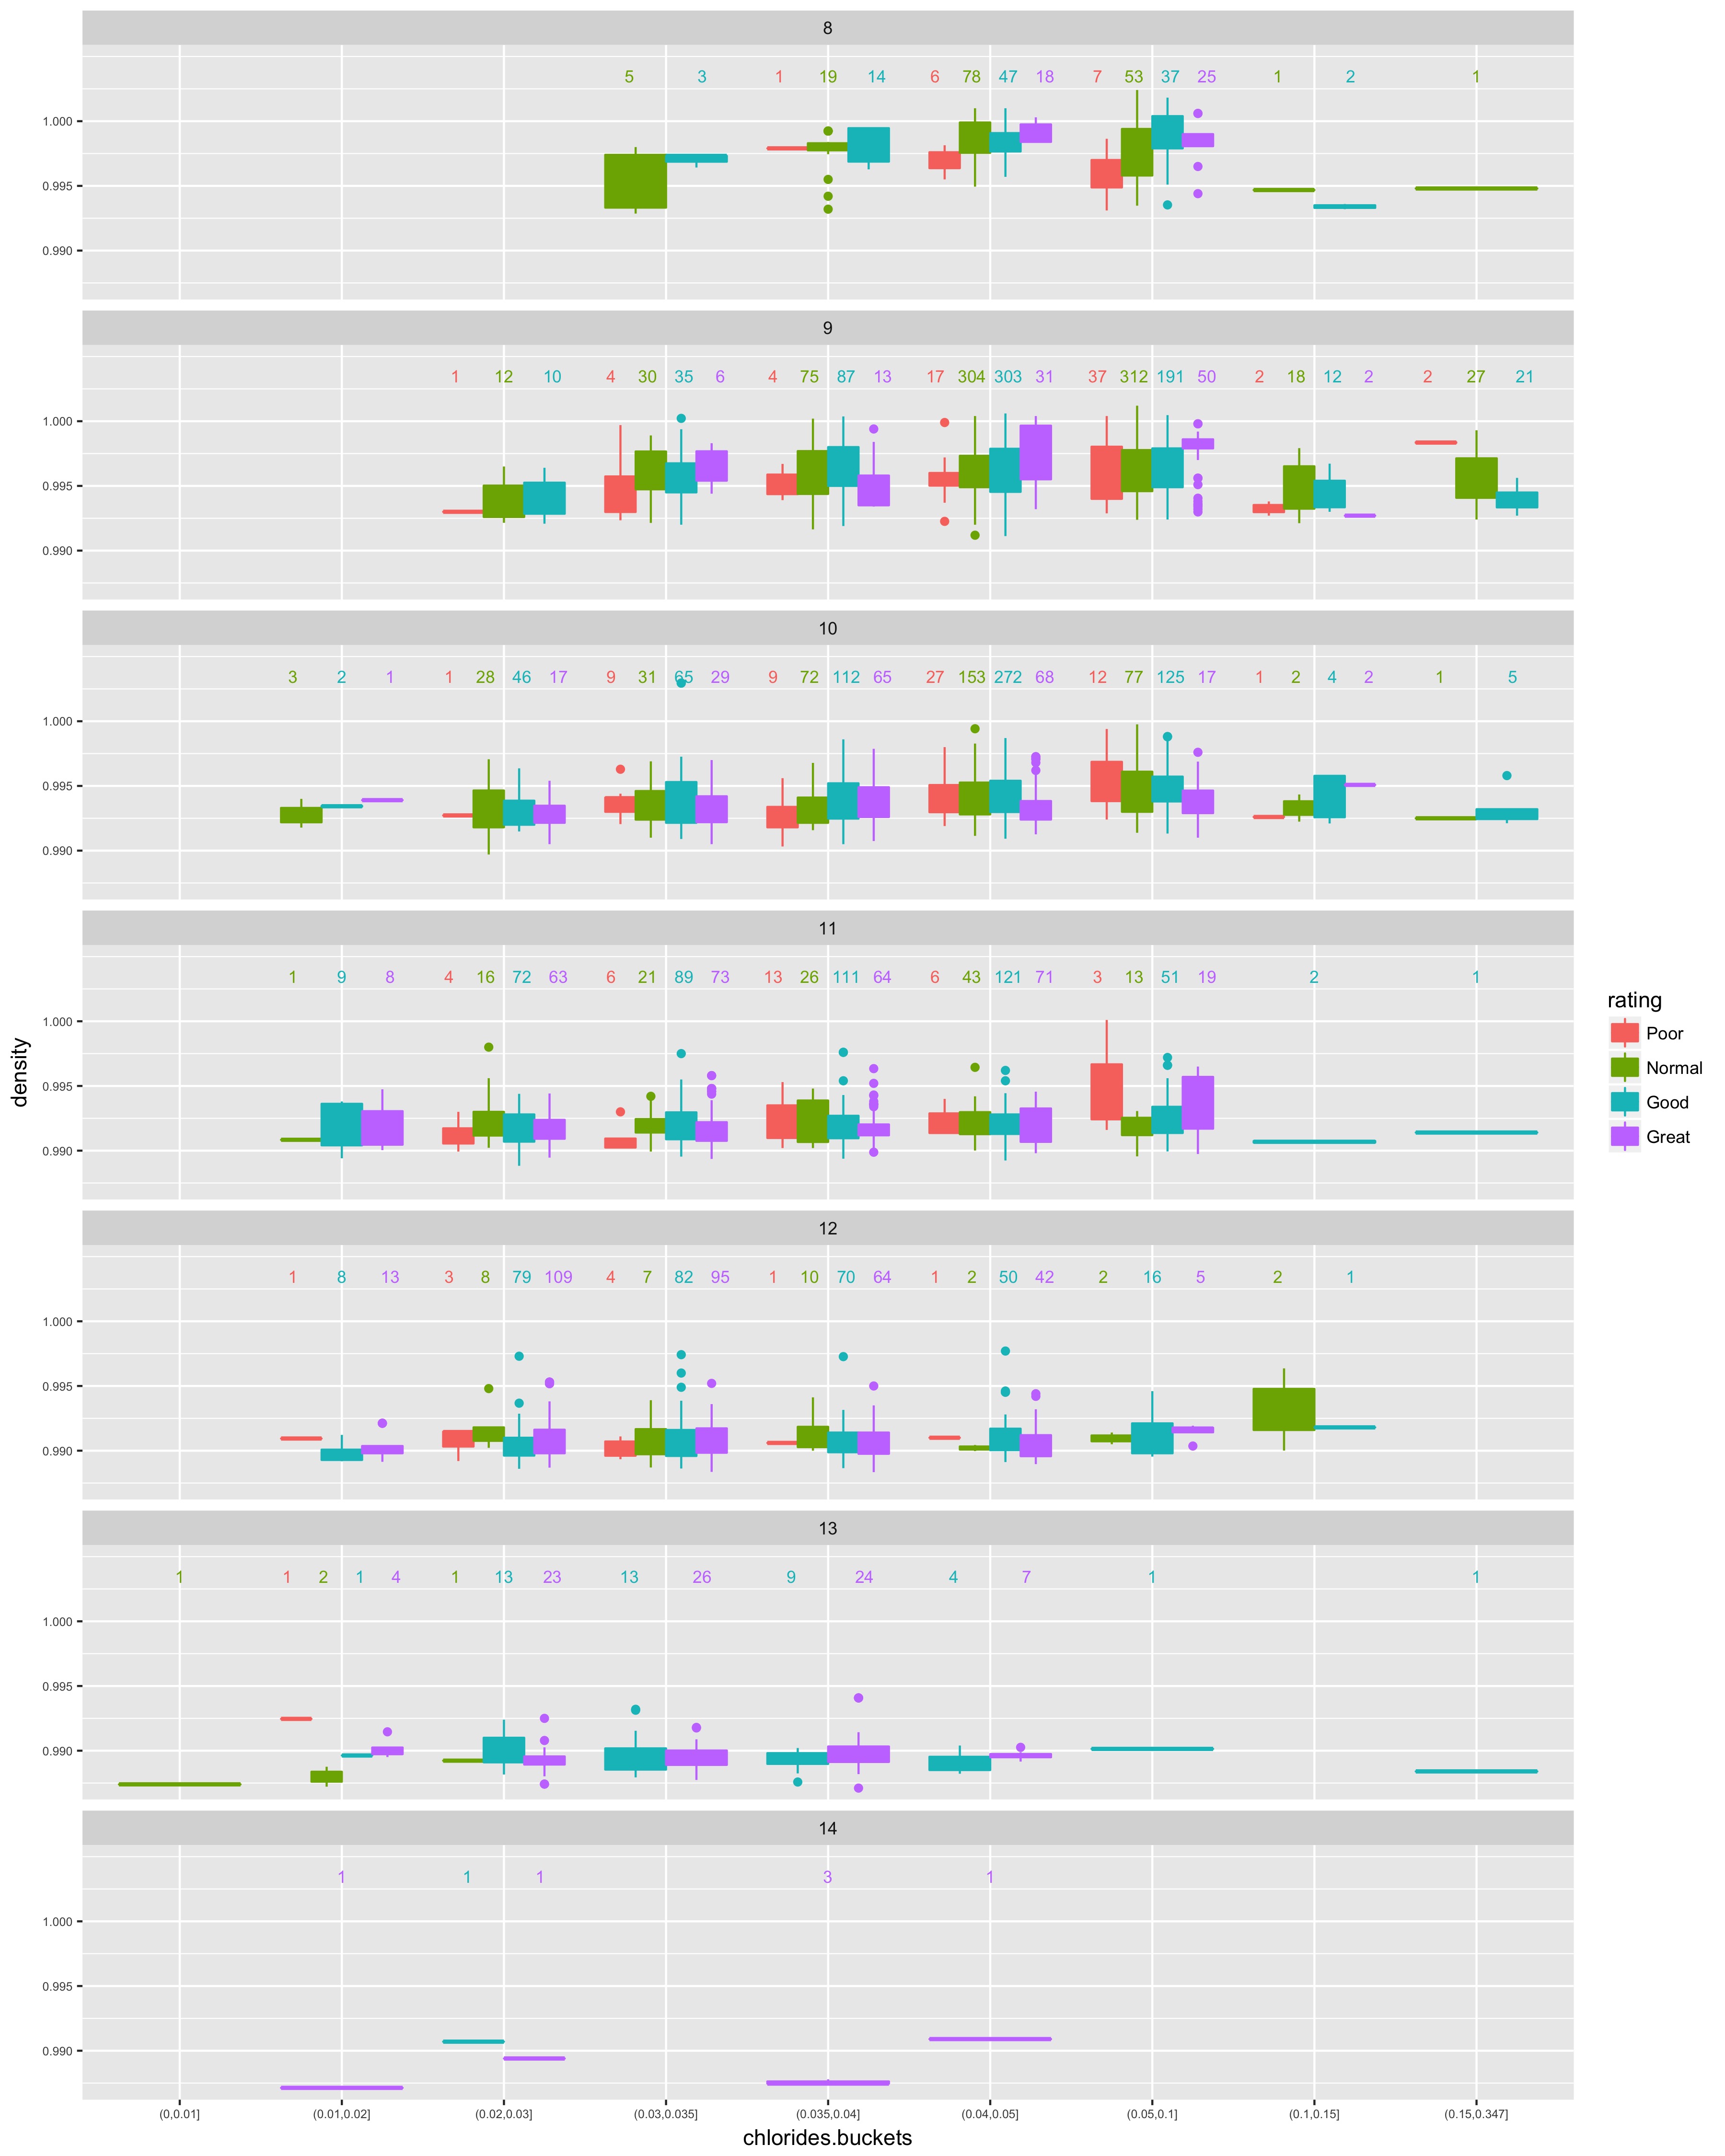 8
5 3 1 19 14 6 78 47 18 7 53 37 25 1 2 1
1.000
0.995
0.990
9
1 12 10 4 30 35 6 4 75 87 13 17 304 303 31 37 312 191 50 2 18 12 2 2 27 21
1.000
0.995
0.990
10
3 2 1 1 28 46 17 9 31 65 29 9 72 112 65 27 153 272 68 12 77 125 17 1 2 4 2 1 5
1.000
0.995
0.990
11
1 9 8 4 16 72 63 6 21 89 73 13 26 111 64 6 43 121 71 3 13 51 19 2 1
1.000
0.995
0.990
12
1 8 13 3 8 79 109 4 7 82 95 1 10 70 64 1 2 50 42 2 16 5 2 1
1.000
0.995
0.990
13
1 1 2 1 4 1 13 23 13 26 9 24 4 7 1 1
1.000
0.995
0.990
14
1 1 1 3 1
1.000
0.995
0.990
(0,0.01] (0.01,0.02] (0.02,0.03] (0.03,0.035] (0.035,0.04] (0.04,0.05] (0.05,0.1] (0.1,0.15] (0.15,0.347]
chlorides.buckets
density
rating
Poor
Normal
Good
Great